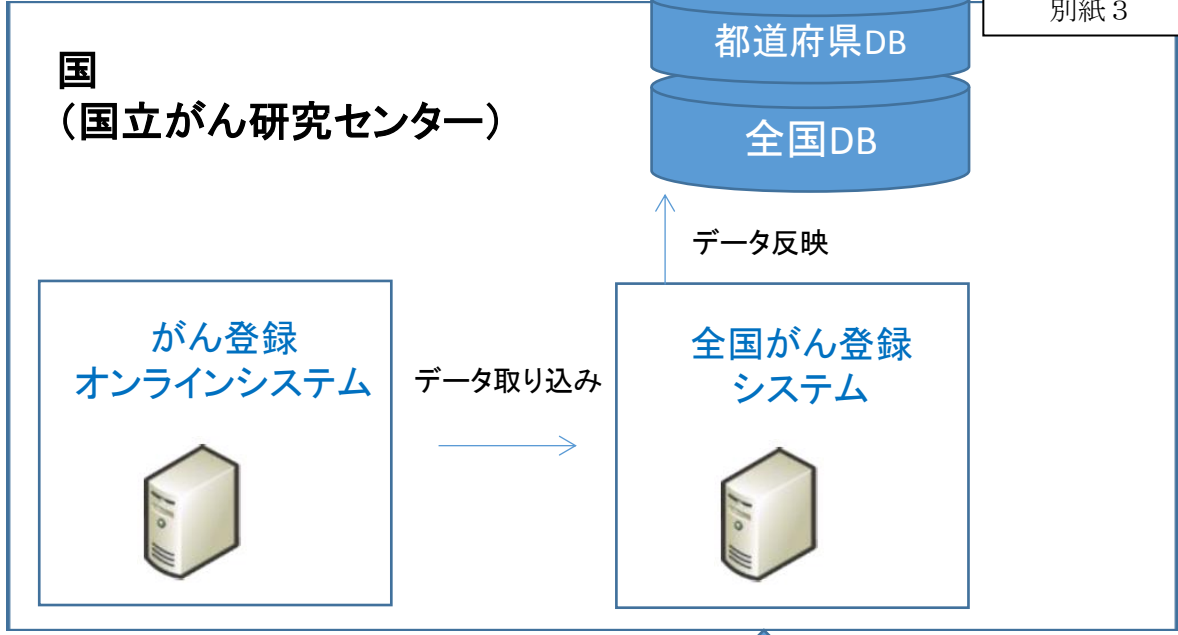 別紙３
都道府県DB
国
（国立がん研究センター）
全国DB
データ反映
がん登録
オンラインシステム
データ取り込み
全国がん登録
システム